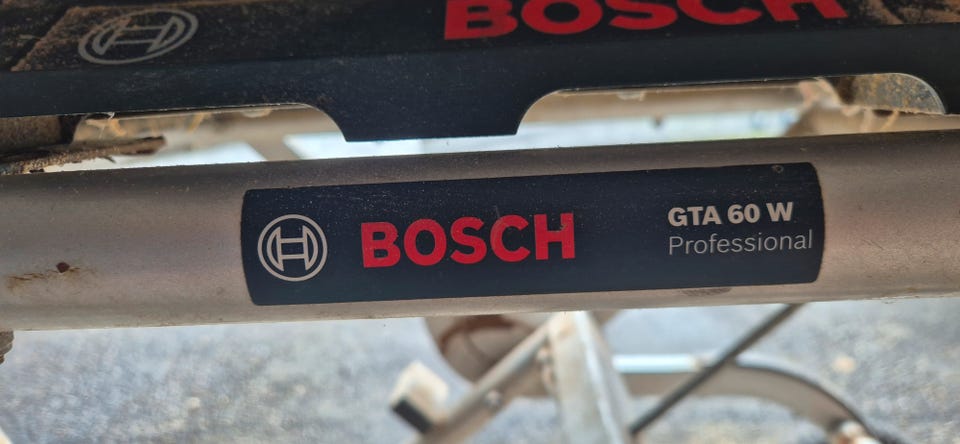 BOSCH
BOSCH
GTA 60 W
Professional